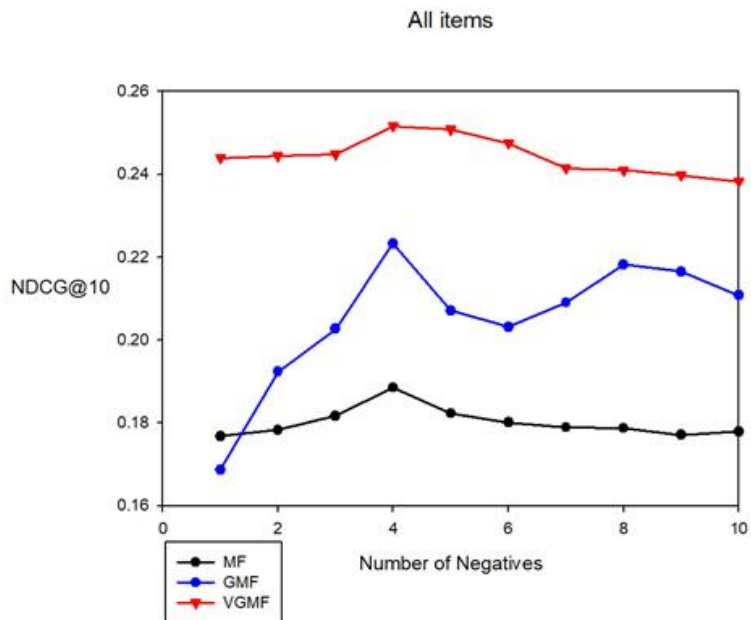 All items
0.26
0.24
0.22
NDCG@10
0.20
0.18
0.16
0 2 4 6 8 10
Number of Negatives
MF
GMF
VGMF